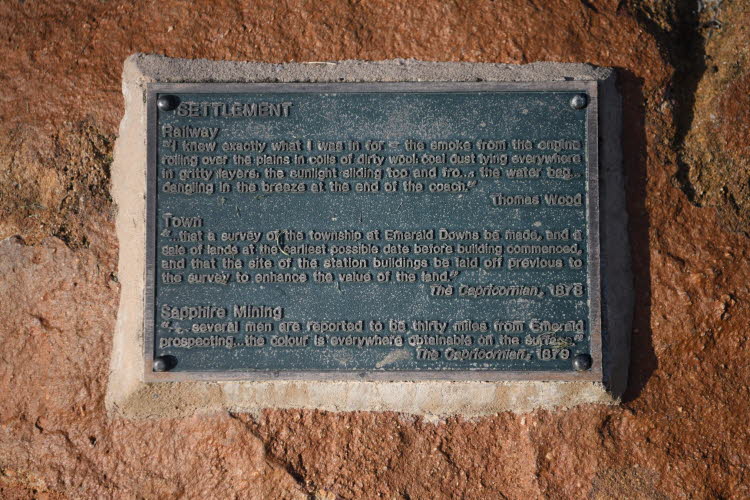 SETTLEMENT
Railway
"I knew exactly what I was in for – the smoke from the engine
rolling over the plains in coils of dirty wool; coal dust lying everywhere
in gritty layers; the sunlight sliding too and fro... the water bag...
dangling in the breeze at the end of the coach."
Thomas Wood
Town
"...that a survey of the township at Emerald Downs be made, and a
sale of lands at the earliest possible date before building commenced,
and that the site of the station buildings be laid off previous to
the survey to enhance the value of the land."
The Capricornian, 1878
Sapphire Mining
"... several men are reported to be thirty miles from Emerald
prospecting...the colour is everywhere obtainable on the surface."
The Capricornian, 1879